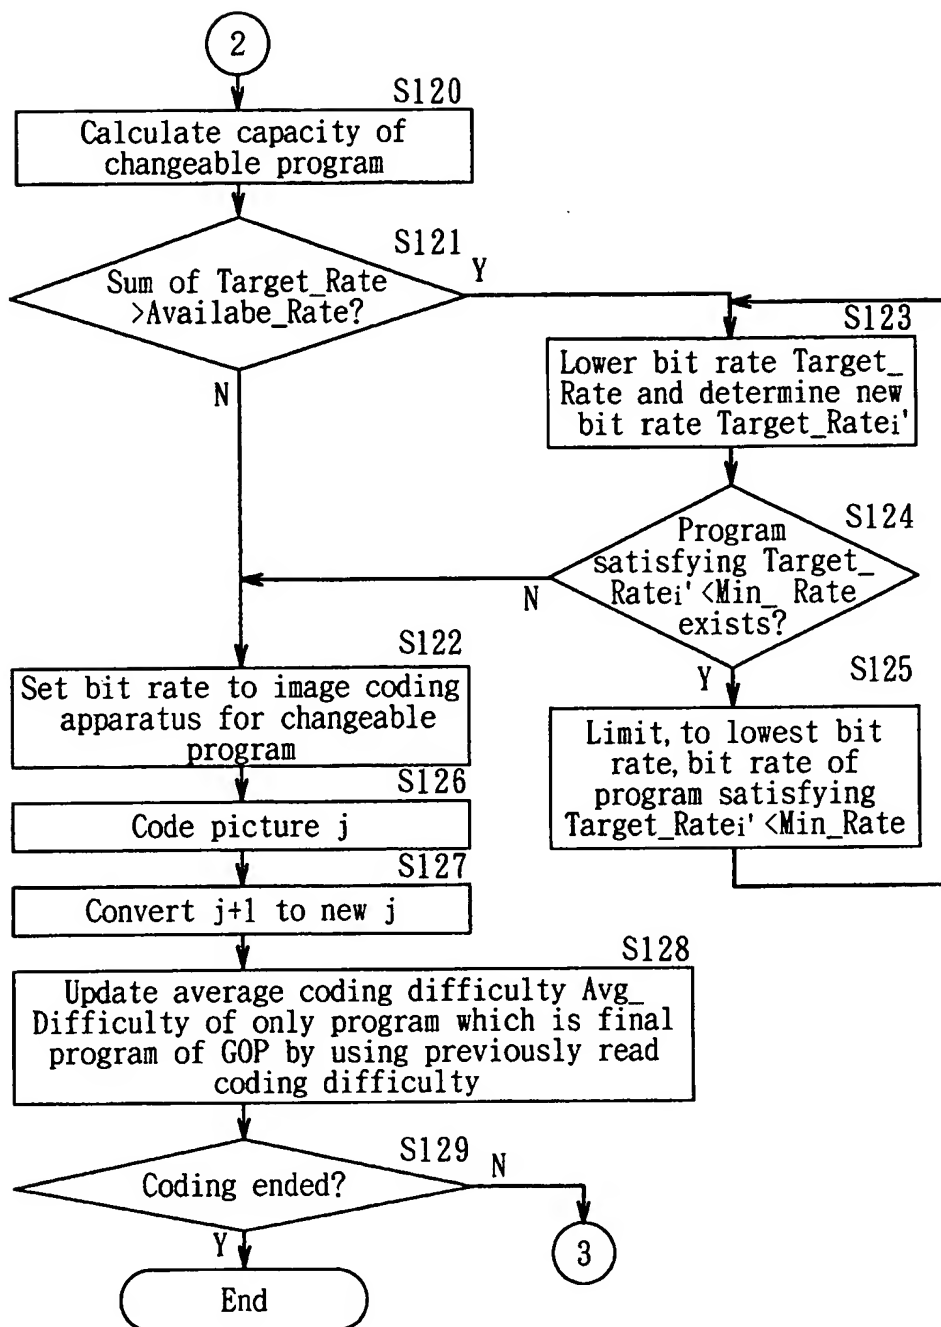 2
S120
Calculate capacity of
changeable program
S121
Sum of Target_Rate
>Availabe_Rate?
Y
N
S123
Lower bit rate Target_
Rate and determine new
bit rate Target_Ratei'
S124
Program
satisfying Target_
Ratei' <Min_ Rate
exists?
N
Y
S122
Set bit rate to image coding
apparatus for changeable
program
S125
Limit, to lowest bit
rate, bit rate of
program satisfying
Target_Ratei' <Min_Rate
S126
Code picture j
S127
Convert j+1 to new j
S128
Update average coding difficulty Avg_
Difficulty of only program which is final
program of GOP by using previously read
coding difficulty
S129
Coding ended?
N
Y
3
End